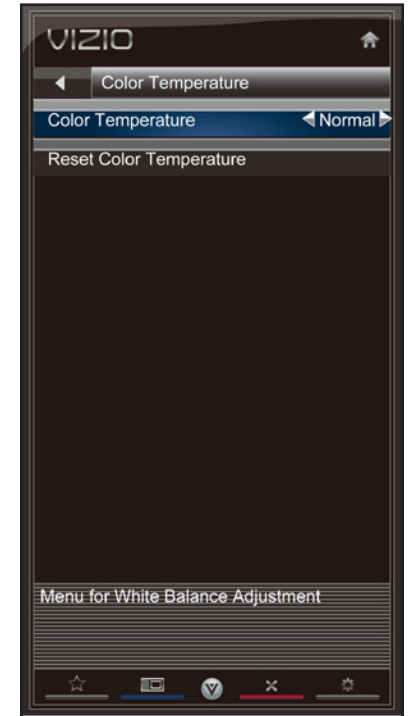 VIZIO
Color Temperature
Color Temperature Normal
Reset Color Temperature
Menu for White Balance Adjustment
V